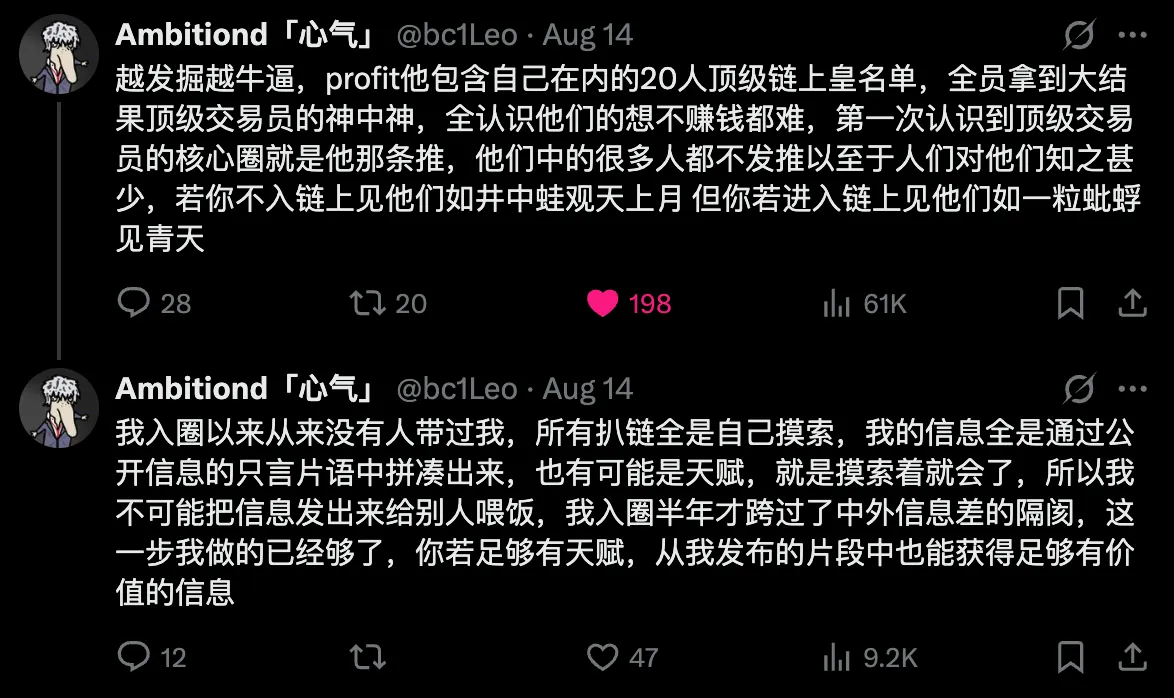 Ambitiond「心气」 @bc1Leo · Aug 14
越发掘越牛逼，profit他包含自己在内的20人顶级链上皇名单，全员拿到大结
果顶级交易员的神中神，全认识他们的想不赚钱都难，第一次认识到顶级交易
员的核心圈就是他那条推，他们中的很多人都不发推以至于人们对他们知之甚
少，若你不入链上见他们如井中蛙观天上月 但你若进入链上见他们如一粒蚍蜉
见青天
28 20 198 61K
Ambitiond「心气」 @bc1Leo · Aug 14
我入圈以来从来没有人带过我，所有扒链全是自己摸索，我的信息全是通过公
开信息的只言片语中拼凑出来，也有可能是天赋，就是摸索着就会了，所以我
不可能把信息发出来给别人喂饭，我入圈半年才跨过了中外信息差的隔阂，这
一步我做的已经够了，你若足够有天赋，从我发布的片段中也能获得足够有价
值的信息
12 47 9.2K